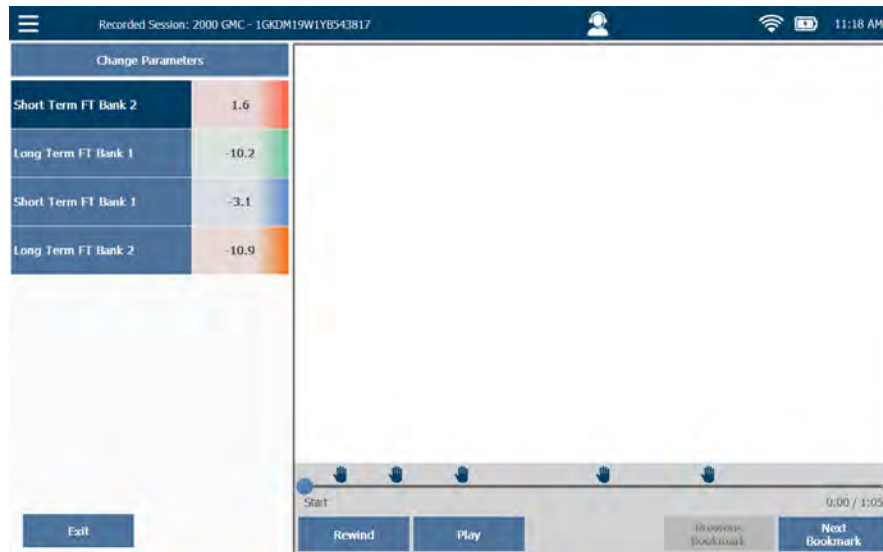 Recorded Session: 2000 GMC - 1GKDM19W1YB543817
11:18 AM
Change Parameters
Short Term FT Bank 2
1.6
Long Term FT Bank 1
-10.2
Short Term FT Bank 1
-3.1
Long Term FT Bank 2
-10.9
Start
0:00 / 1:05
Exit
Rewind
Play
Previous
Bookmark
Next
Bookmark